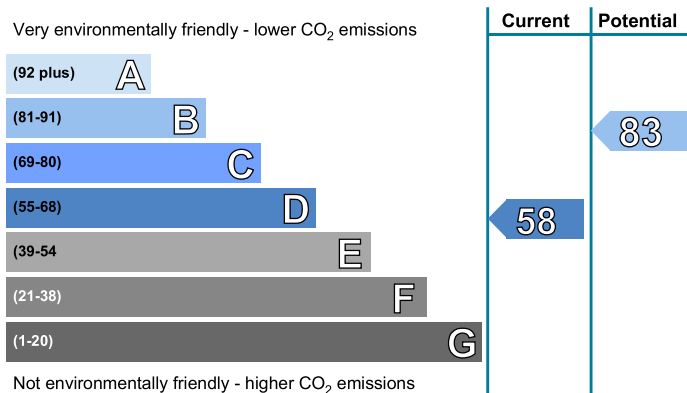 Very environmentally friendly - lower CO2 emissions
Current
Potential
(92 plus) A
(81-91) B
83
(69-80) C
(55-68) D
58
(39-54 E
(21-38) F
(1-20) G
Not environmentally friendly - higher CO2 emissions